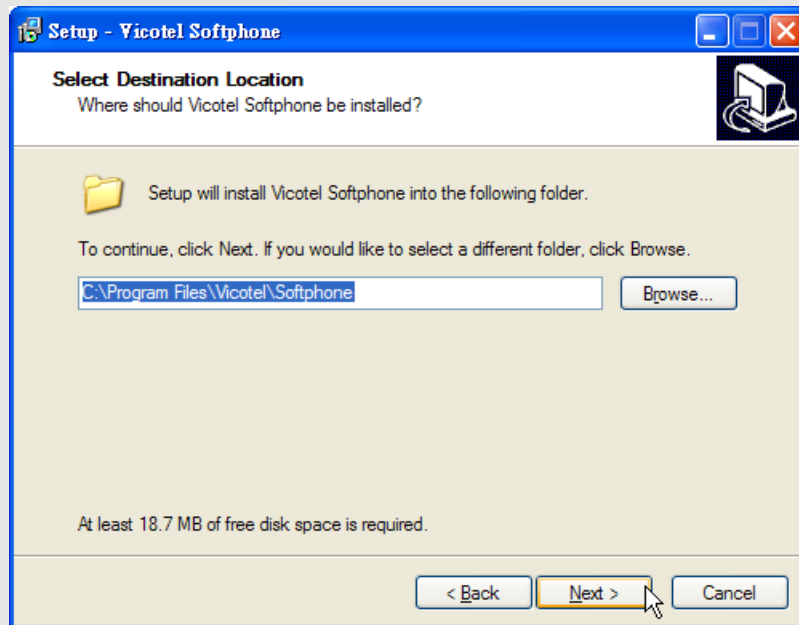 Setup - Vicotel Softphone
Select Destination Location
Where should Vicotel Softphone be installed?
Setup will install Vicotel Softphone into the following folder.
To continue, click Next. If you would like to select a different folder, click Browse.
C:\Program Files\Vicotel\Softphone
Browse...
At least 18.7 MB of free disk space is required.
< Back
Next >
Cancel